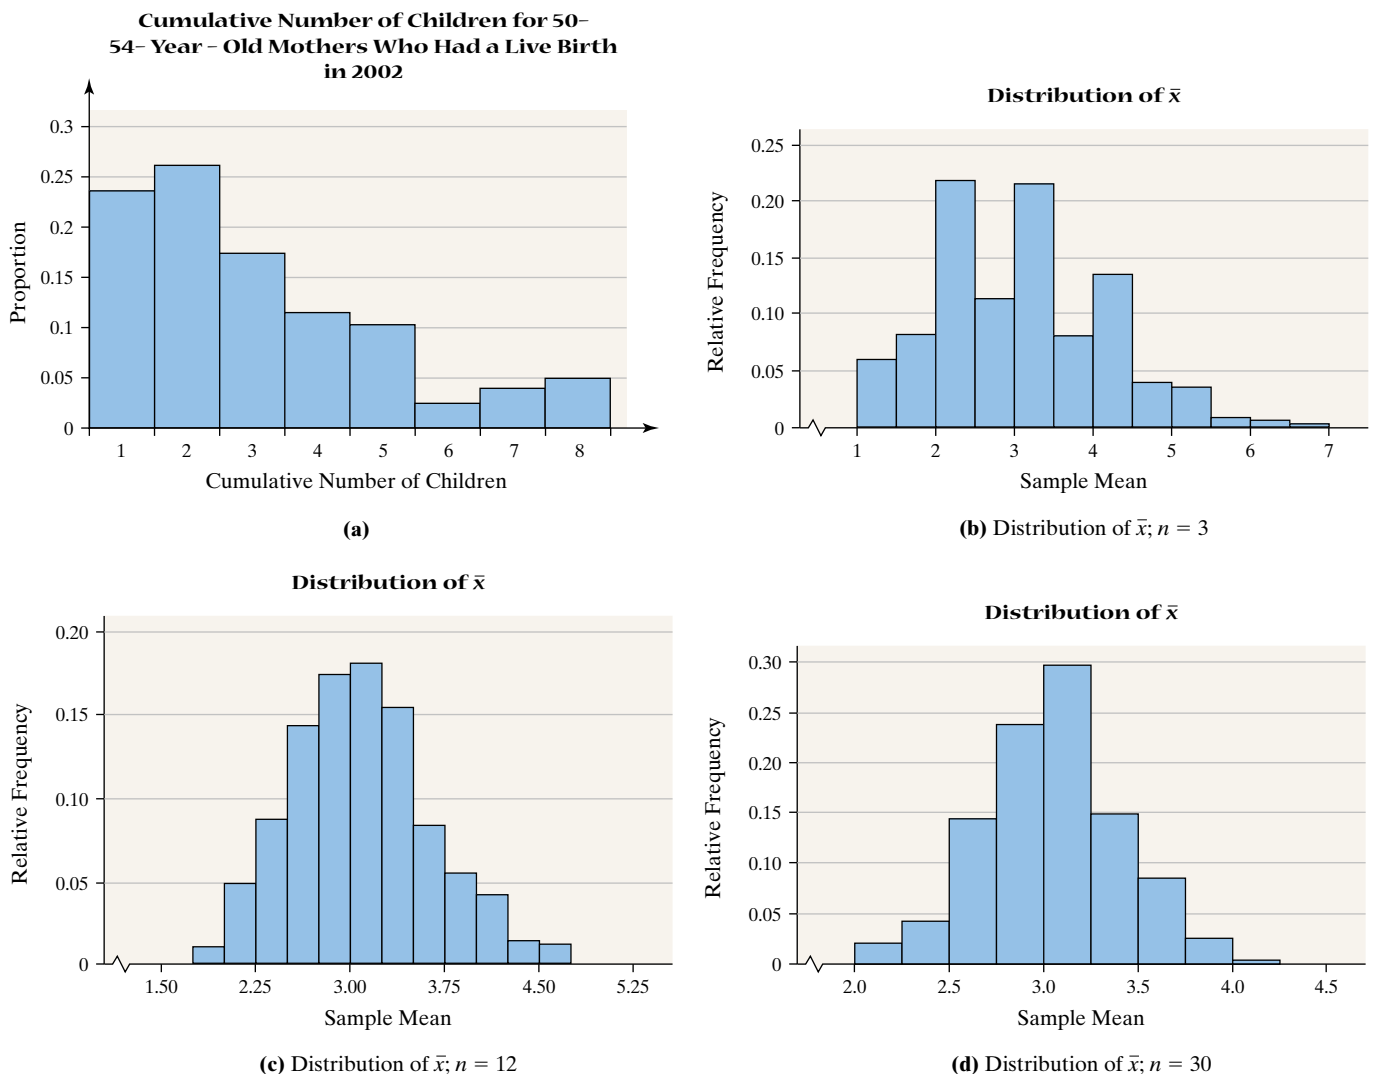 Cumulative Number of Children for 50–
54– Year – Old Mothers Who Had a Live Birth
in 2002
0.3
0.25
0.2
0.15
0.1
0.05
0
Proportion
1 2 3 4 5 6 7 8
Cumulative Number of Children
(a)
Distribution of x̄
0.25
0.20
0.15
0.10
0.05
0
Relative Frequency
1 2 3 4 5 6 7
Sample Mean
(b) Distribution of x̄; n = 3
Distribution of x̄
0.20
0.15
0.10
0.05
0
Relative Frequency
1.50 2.25 3.00 3.75 4.50 5.25
Sample Mean
(c) Distribution of x̄; n = 12
Distribution of x̄
0.30
0.25
0.20
0.15
0.10
0.05
0
Relative Frequency
2.0 2.5 3.0 3.5 4.0 4.5
Sample Mean
(d) Distribution of x̄; n = 30